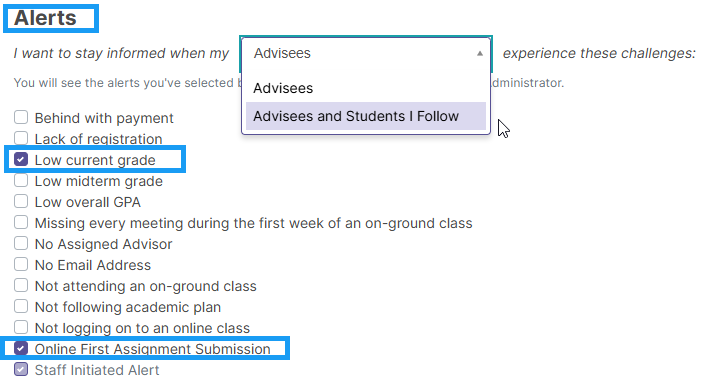 Alerts
I want to stay informed when my Advisees experience these challenges:
You will see the alerts you've selected dministrator.
Advisees
Advisees and Students I Follow
Behind with payment
Lack of registration
Low current grade
Low midterm grade
Low overall GPA
Missing every meeting during the first week of an on-ground class
No Assigned Advisor
No Email Address
Not attending an on-ground class
Not following academic plan
Not logging on to an online class
Online First Assignment Submission
Staff Initiated Alert